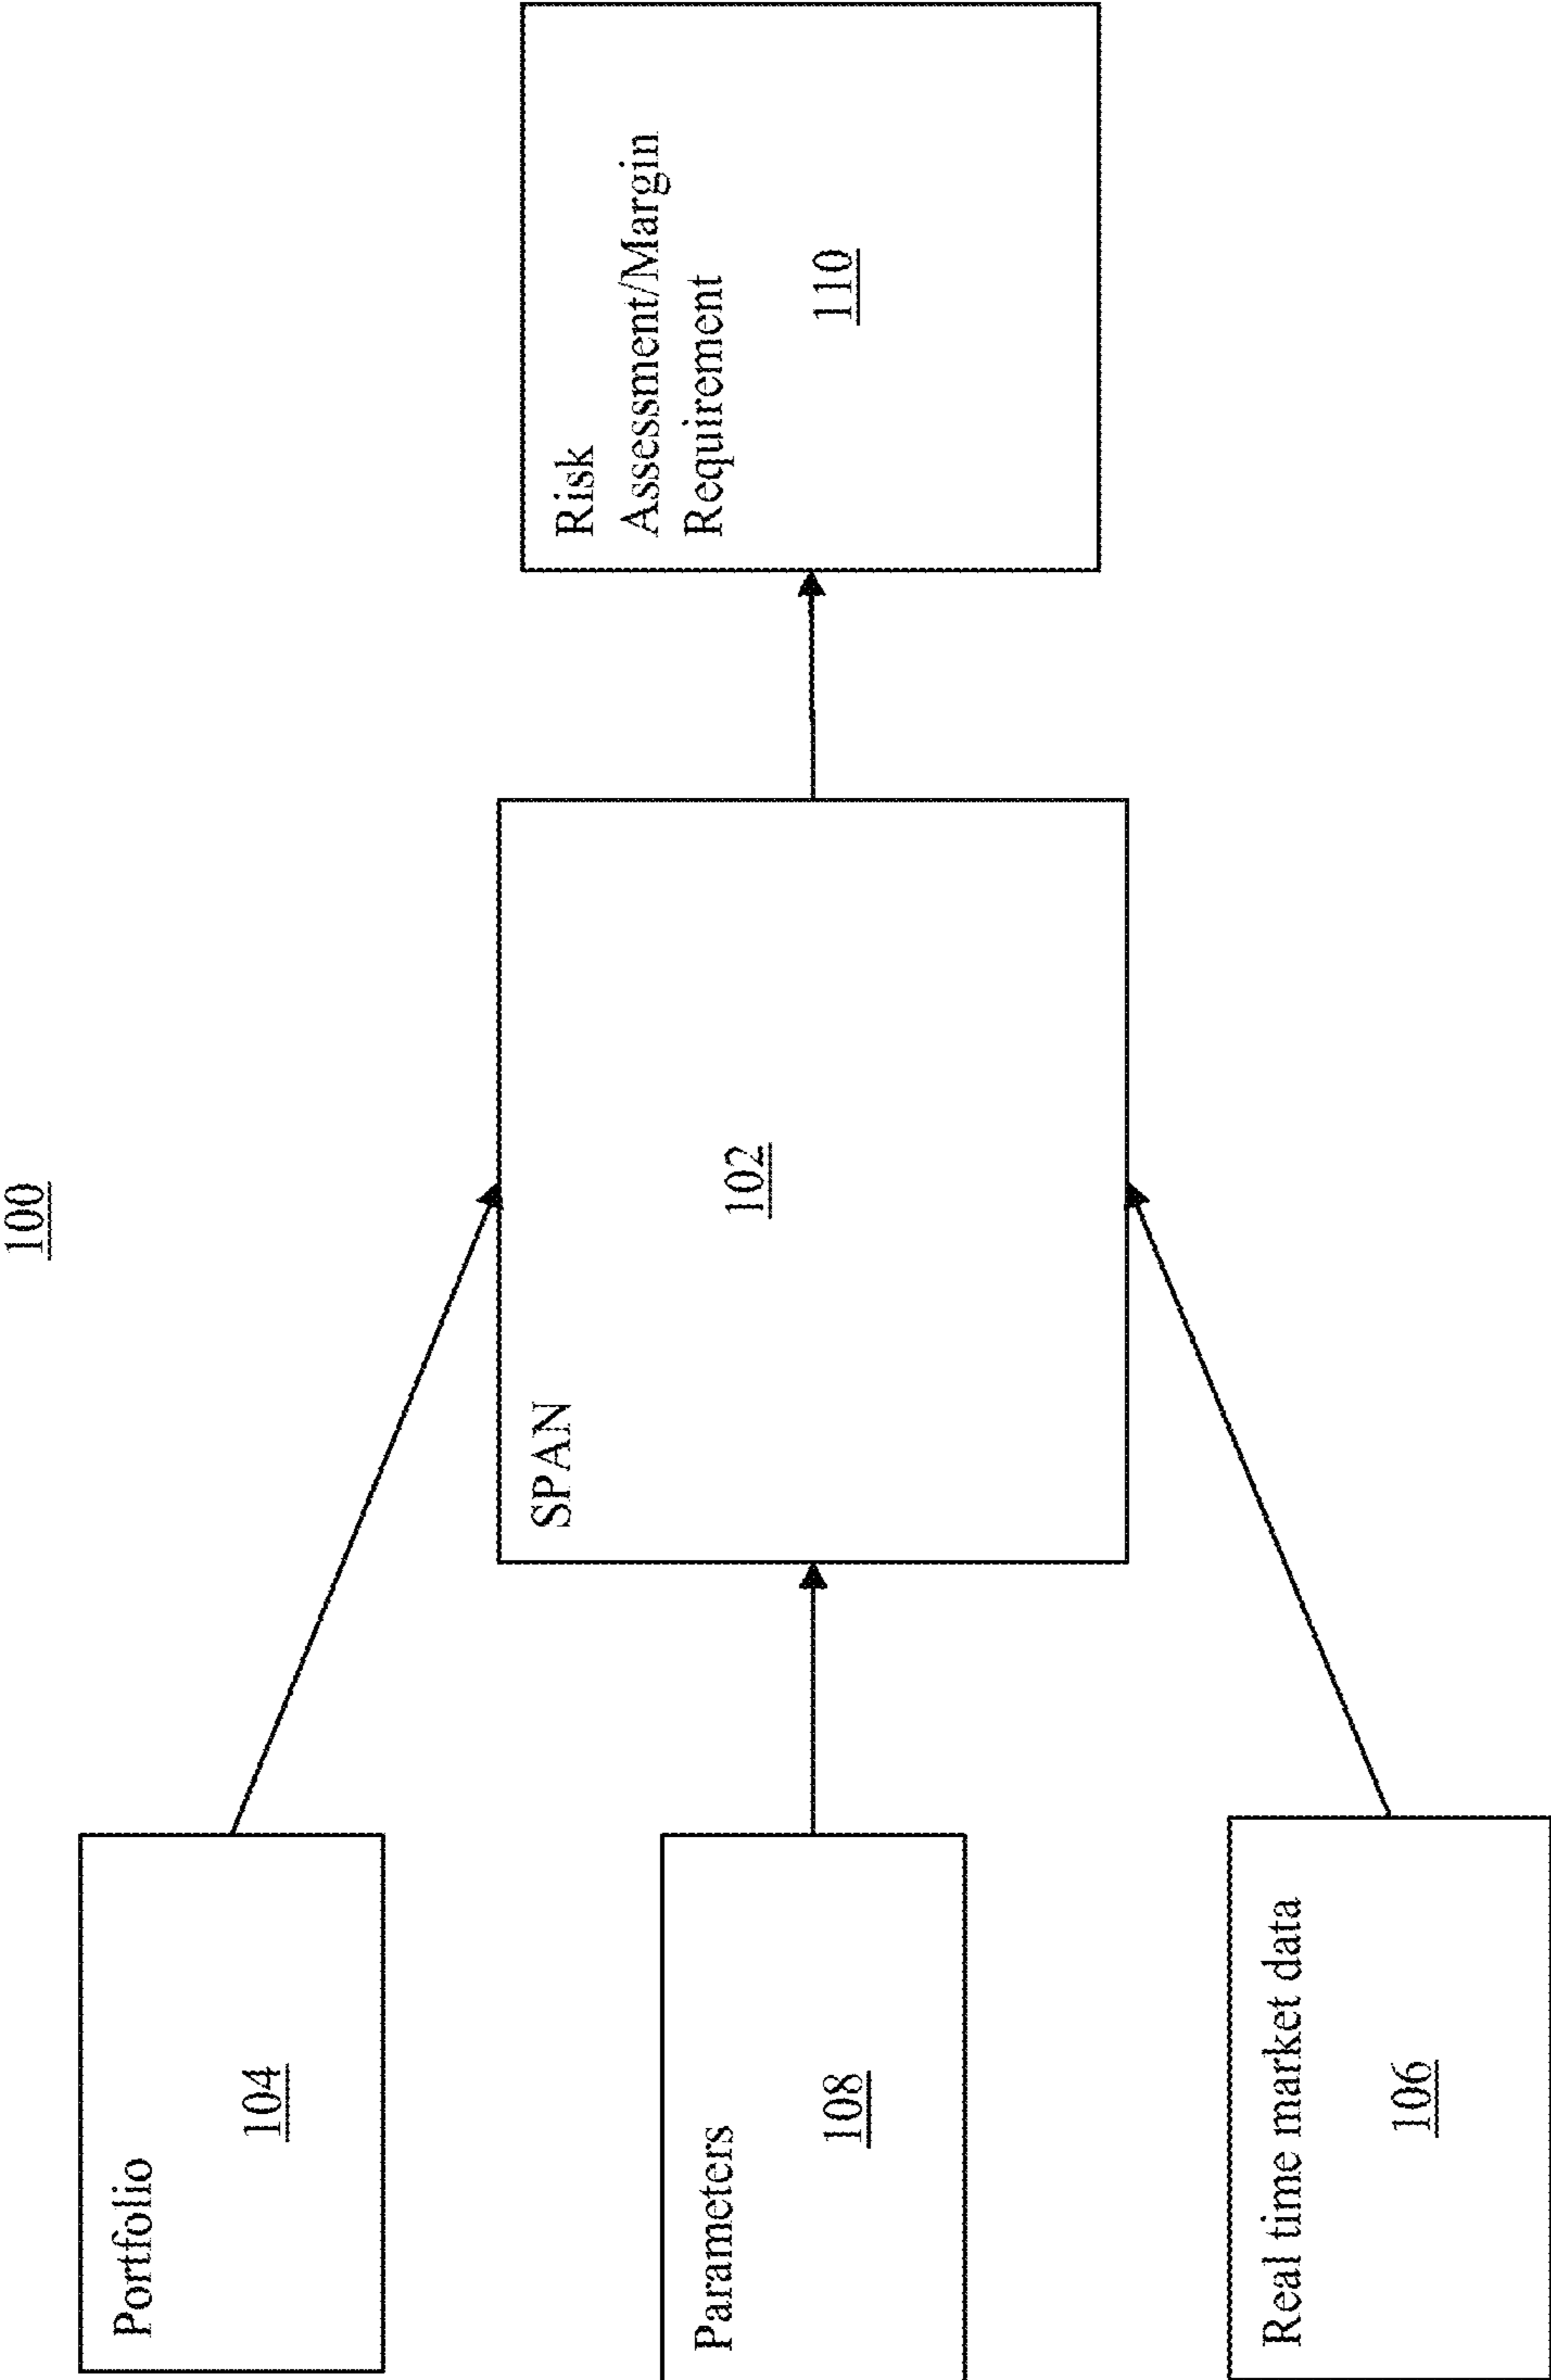 100
Portfolio
104
Parameters
108
Real time market data
106
SPAN
102
Risk
Assessment/Margin
Requirement
110